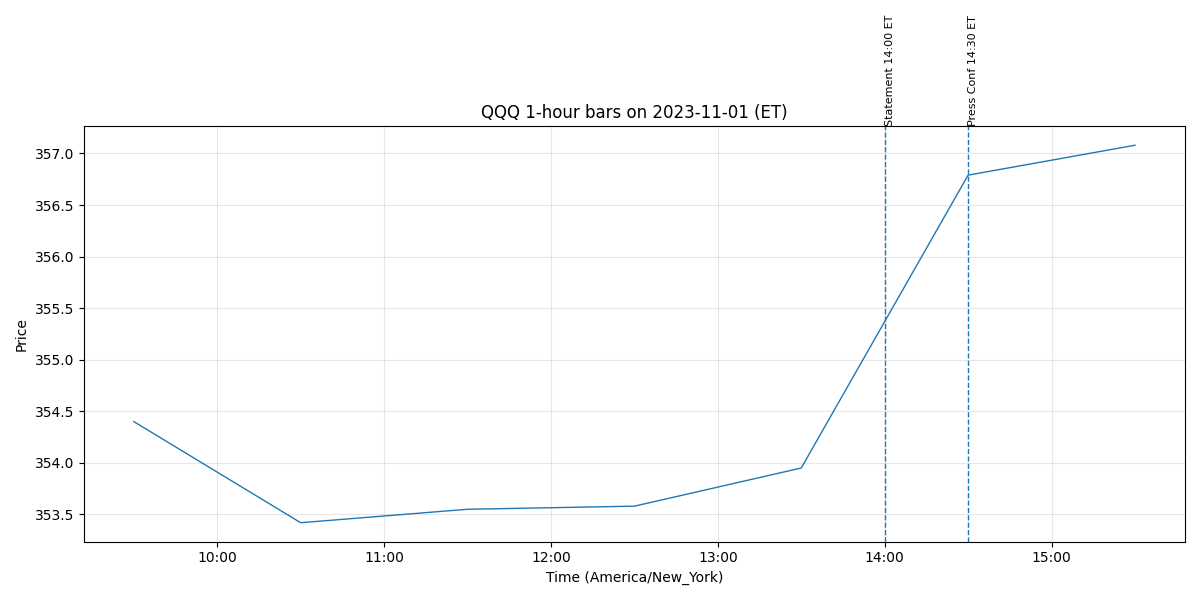 Statement 14:00 ET
Press Conf 14:30 ET
QQQ 1-hour bars on 2023-11-01 (ET)
Price
357.0
356.5
356.0
355.5
355.0
354.5
354.0
353.5
10:00
11:00
12:00
13:00
14:00
15:00
Time (America/New_York)